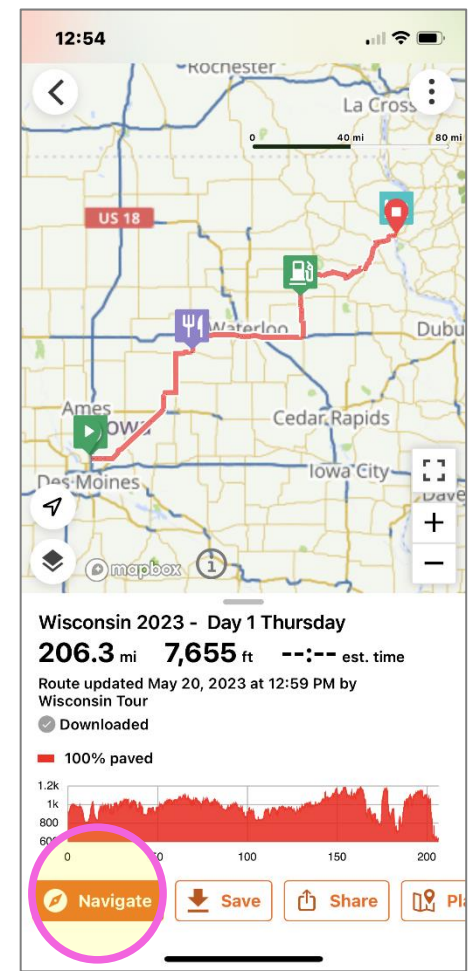 12:54
Rochester
La Cross
0 40 mi 80 mi
US 18
Waterloo
Dubu
Ames
Iowa
Cedar Rapids
Des Moines
Iowa City
Dave
mapbox
Wisconsin 2023 - Day 1 Thursday
206.3 mi 7,655 ft --:-- est. time
Route updated May 20, 2023 at 12:59 PM by
Wisconsin Tour
Downloaded
100% paved
1.2k
1k
800
600
0 50 100 150 200
Navigate Save Share Pla